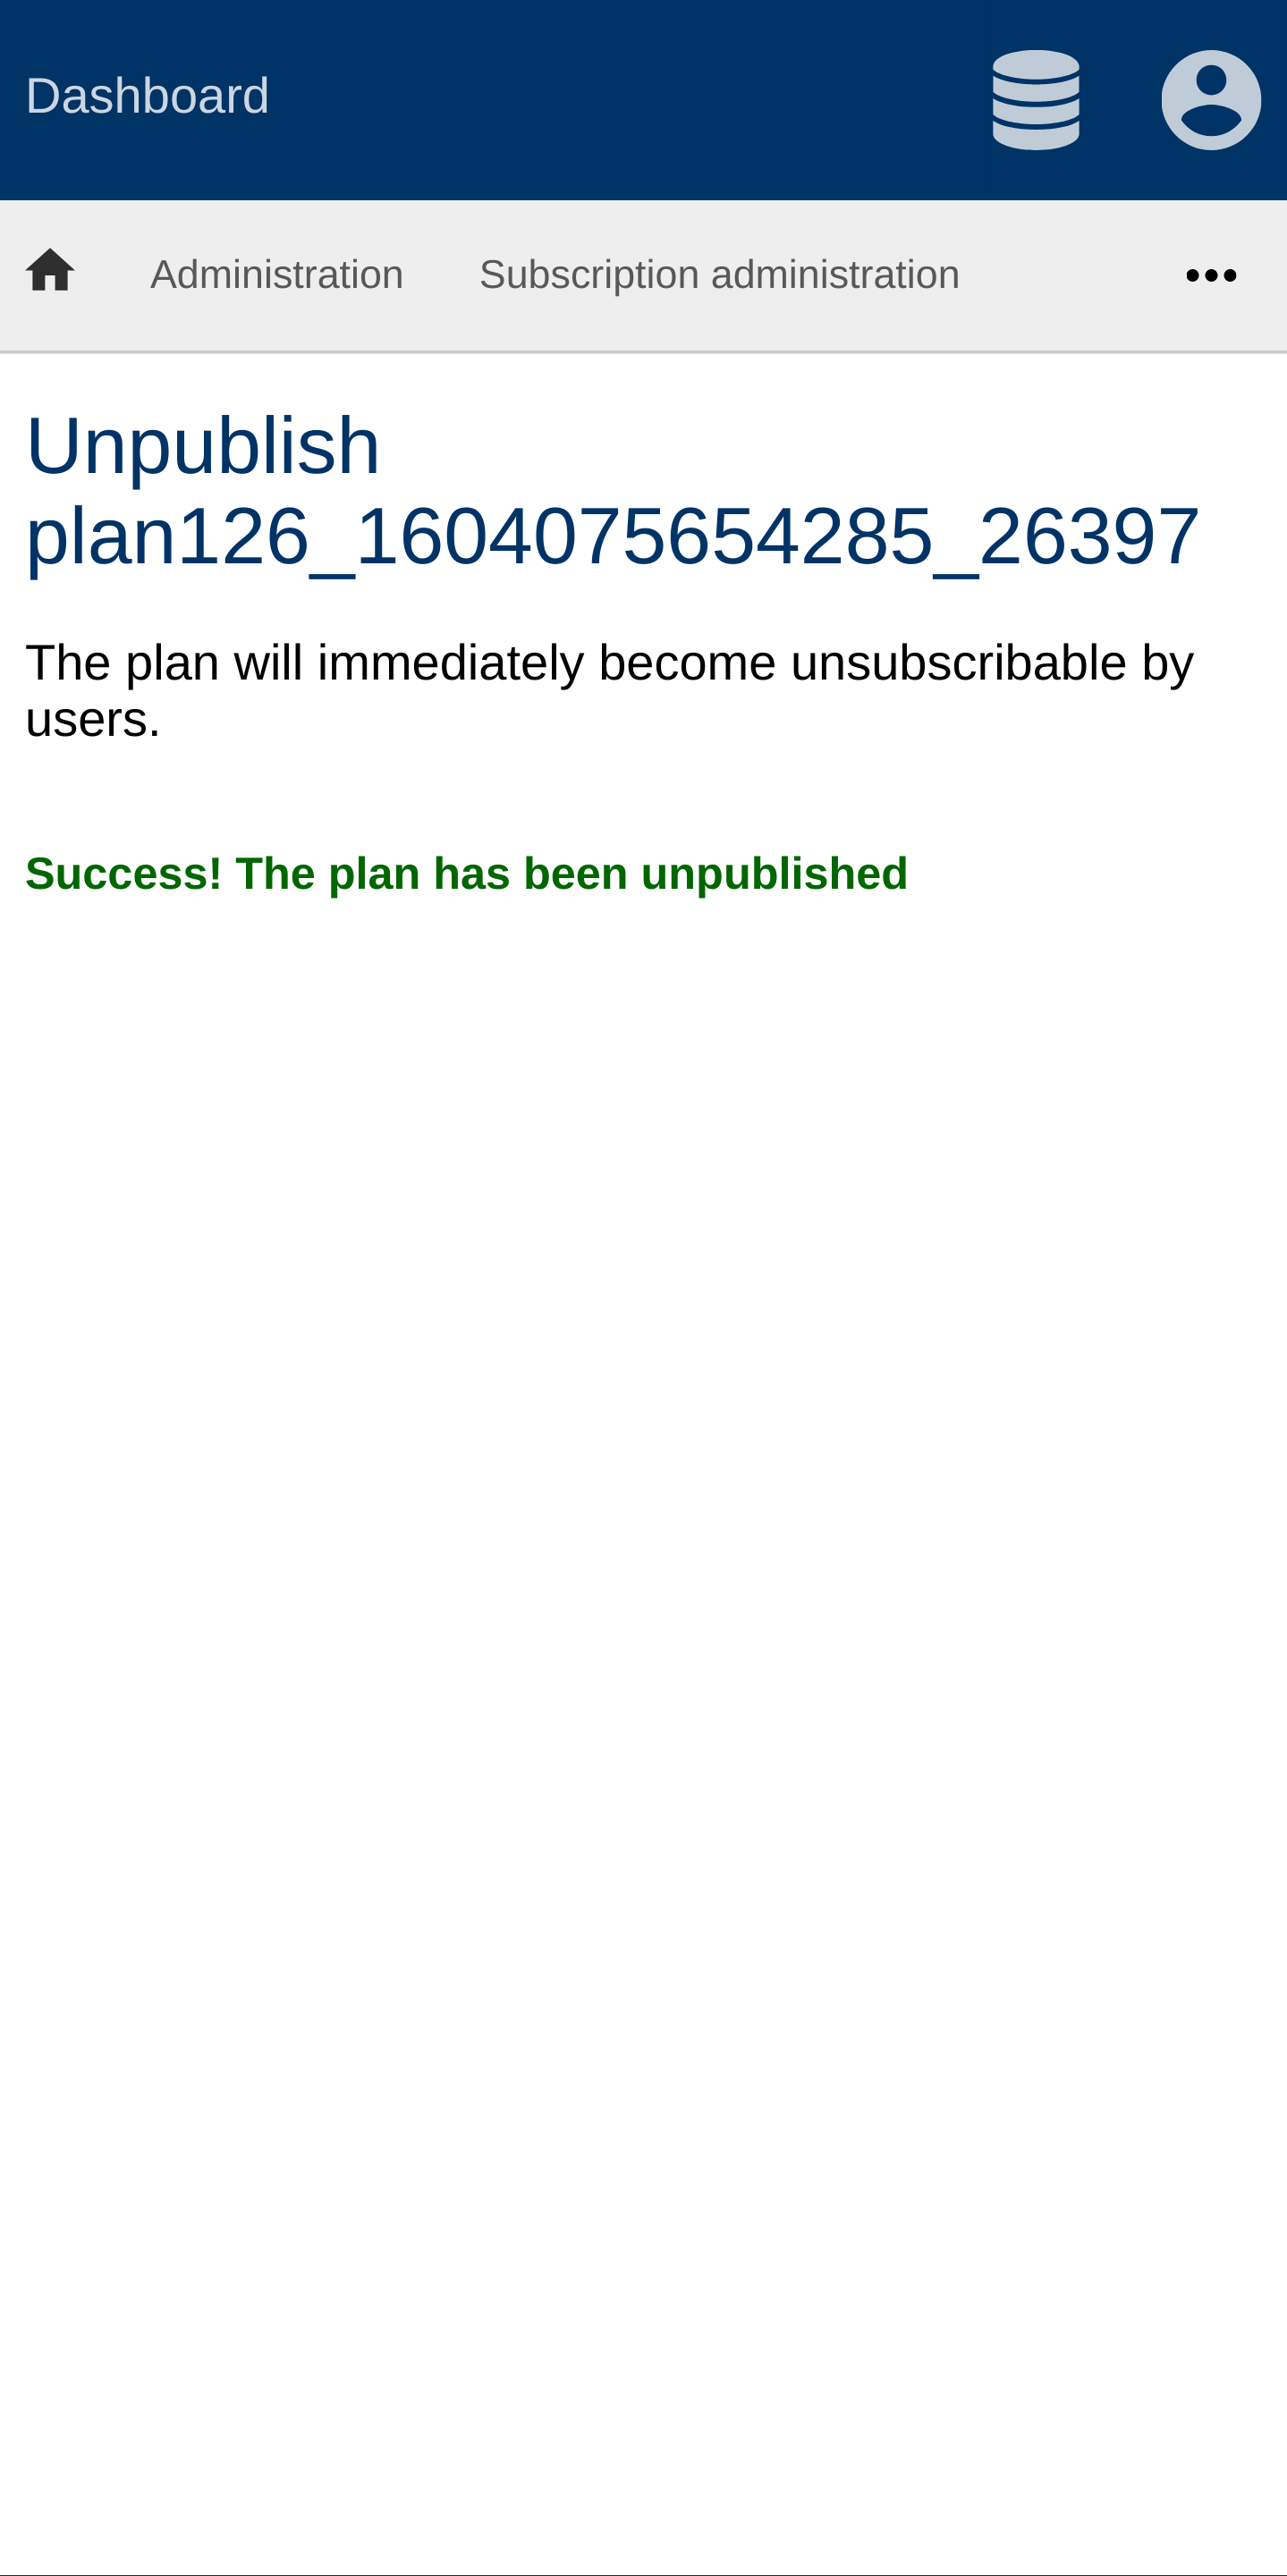 Dashboard
Administration Subscription administration
Unpublish
plan126_1604075654285_26397
The plan will immediately become unsubscribable by
users.
Success! The plan has been unpublished